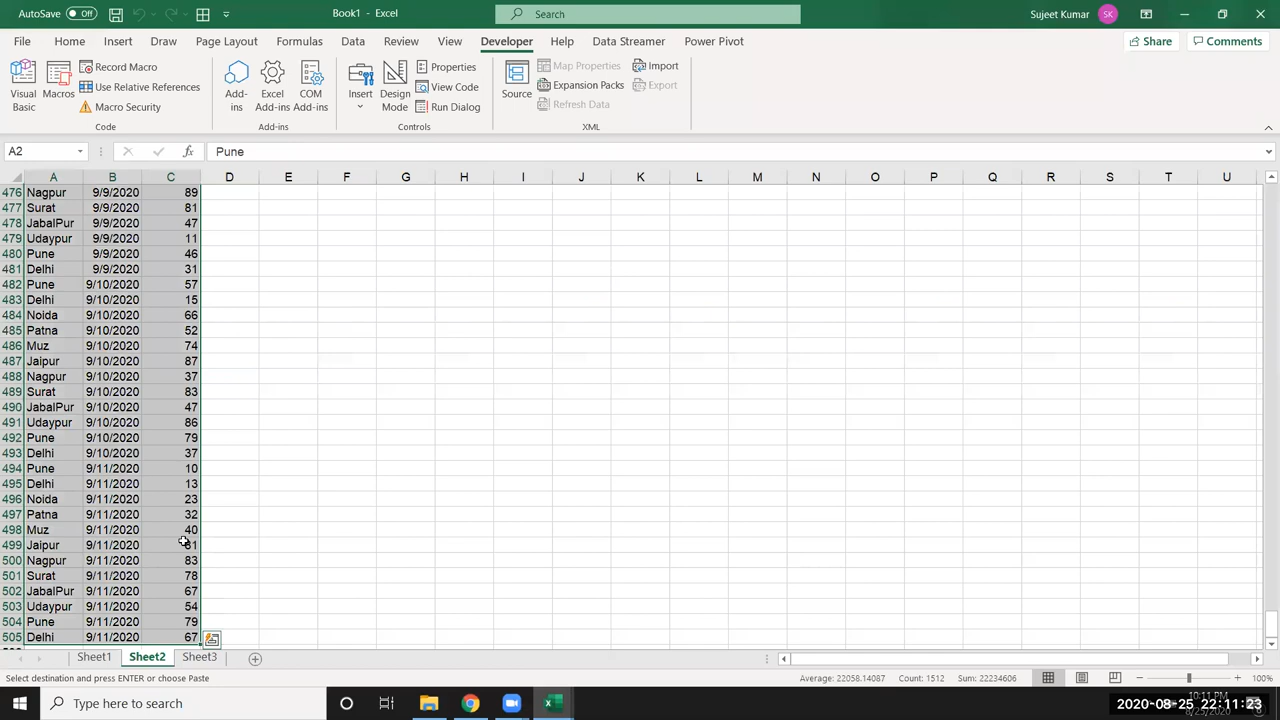 AutoSave Off Book1 - Excel Search Sujeet Kumar SK
File Home Insert Draw Page Layout Formulas Data Review View Developer Help Data Streamer Power Pivot Share Comments
Visual Basic Macros Record Macro Use Relative References Macro Security Add-ins Excel Add-ins COM Add-ins Insert Design Mode Properties View Code Run Dialog Source Map Properties Expansion Packs Refresh Data Import Export
Code Add-ins Controls XML
A2 fx Pune
A B C D E F G H I J K L M N O P Q R S T U
476 Nagpur 9/9/2020 89
477 Surat 9/9/2020 81
478 JabalPur 9/9/2020 47
479 Udaypur 9/9/2020 11
480 Pune 9/9/2020 46
481 Delhi 9/9/2020 31
482 Pune 9/10/2020 57
483 Delhi 9/10/2020 15
484 Noida 9/10/2020 66
485 Patna 9/10/2020 52
486 Muz 9/10/2020 74
487 Jaipur 9/10/2020 87
488 Nagpur 9/10/2020 37
489 Surat 9/10/2020 83
490 JabalPur 9/10/2020 47
491 Udaypur 9/10/2020 86
492 Pune 9/10/2020 79
493 Delhi 9/10/2020 37
494 Pune 9/11/2020 10
495 Delhi 9/11/2020 13
496 Noida 9/11/2020 23
497 Patna 9/11/2020 32
498 Muz 9/11/2020 40
499 Jaipur 9/11/2020
500 Nagpur 9/11/2020 83
501 Surat 9/11/2020 78
502 JabalPur 9/11/2020 67
503 Udaypur 9/11/2020 54
504 Pune 9/11/2020 79
505 Delhi 9/11/2020 67
Sheet1 Sheet2 Sheet3
Select destination and press ENTER or choose Paste Average: 22058.14087 Count: 1512 Sum: 22234606 100%
Type here to search 10:11 PM
2020-08-25 22:11:23